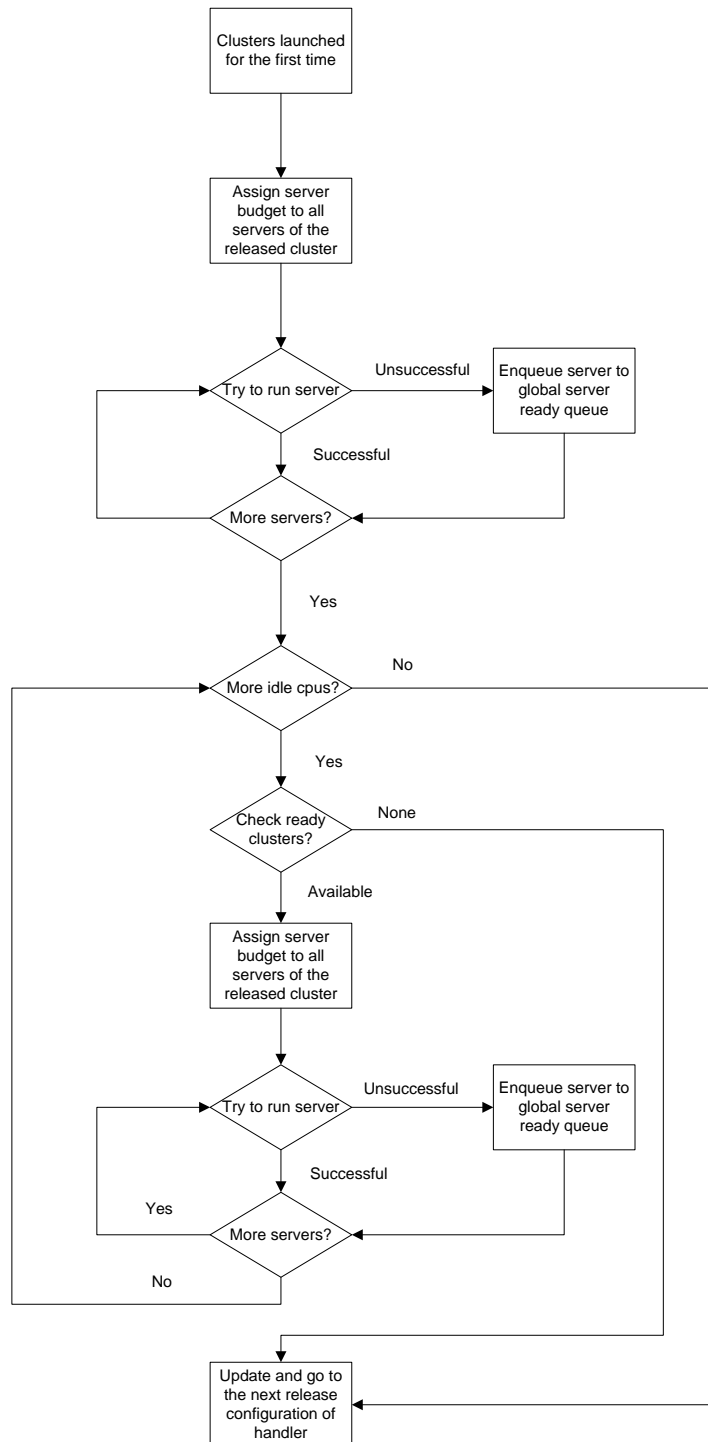 Clusters launched
for the first time
Assign server
budget to all
servers of the
released cluster
Try to run server
Unsuccessful
Enqueue server to
global server
ready queue
Successful
More servers?
Yes
More idle cpus?
No
Yes
Check ready
clusters?
None
Available
Assign server
budget to all
servers of the
released cluster
Try to run server
Unsuccessful
Enqueue server to
global server
ready queue
Successful
Yes
More servers?
No
Update and go to
the next release
configuration of
handler